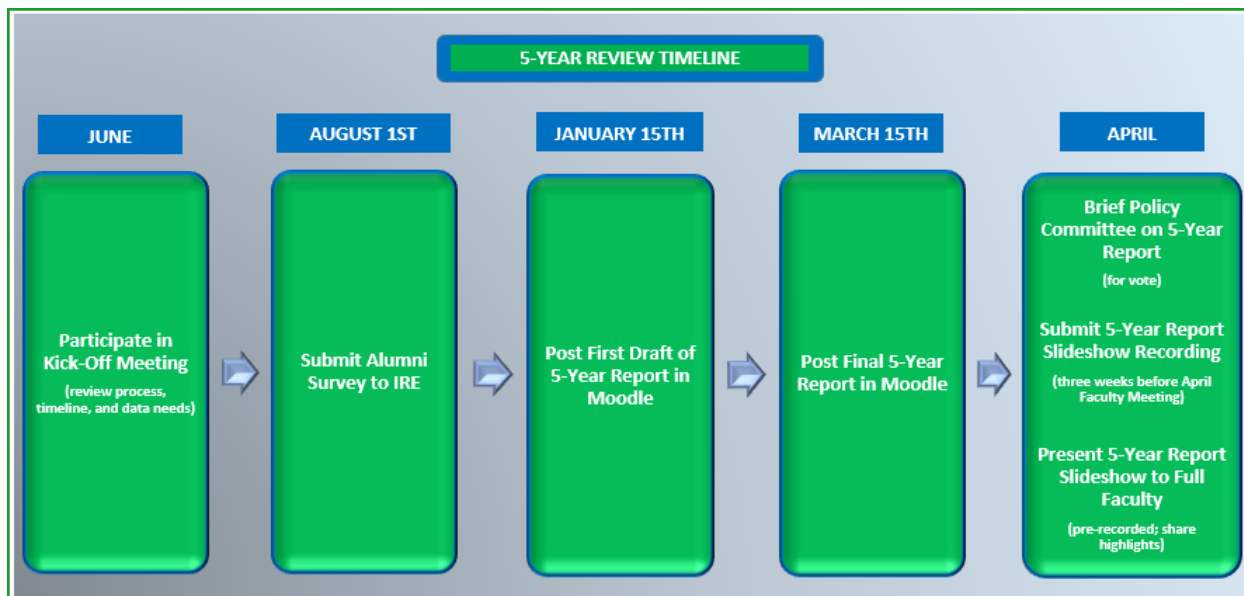 5-YEAR REVIEW TIMELINE
JUNE
Participate in
Kick-Off Meeting
(review process,
timeline, and data needs)
AUGUST 1ST
Submit Alumni
Survey to IRE
JANUARY 15TH
Post First Draft of
5-Year Report in
Moodle
MARCH 15TH
Post Final 5-Year
Report in Moodle
APRIL
Brief Policy
Committee on 5-Year
Report
(for vote)
Submit 5-Year Report
Slideshow Recording
(three weeks before April
Faculty Meeting)
Present 5-Year Report
Slideshow to Full
Faculty
(pre-recorded; share
highlights)